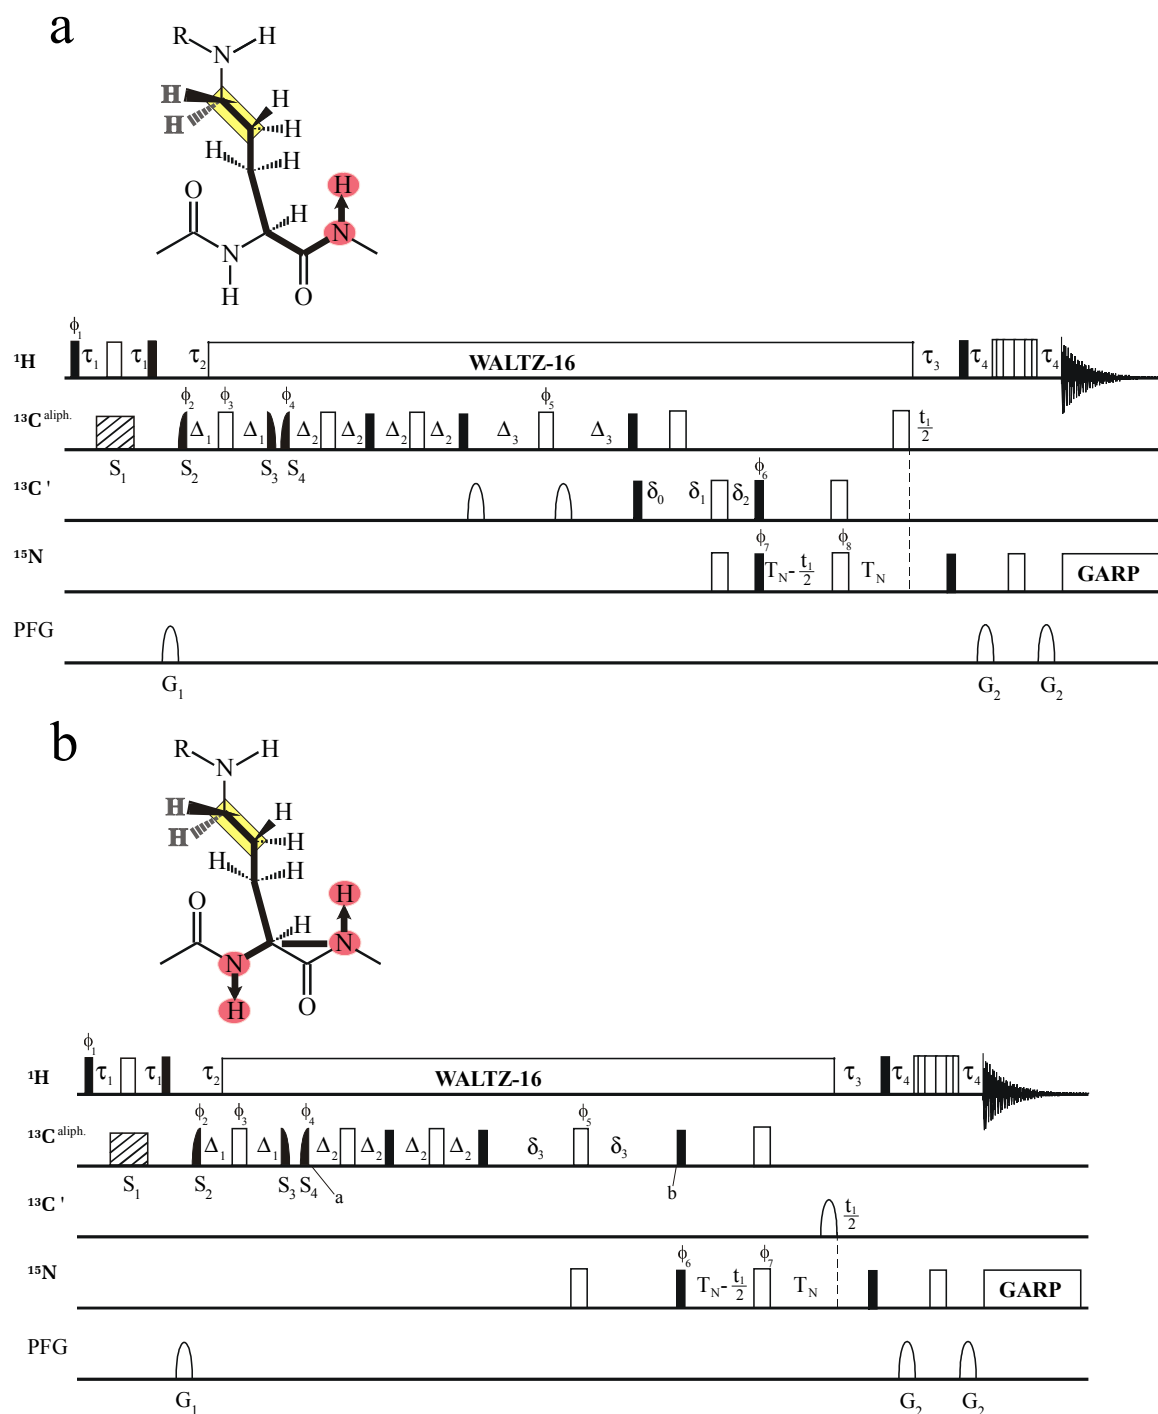 a
R H
N
H H
H H
H H
O H
H N
N
H O
ϕ₁
¹H τ₁ τ₁ τ₂ WALTZ-16 τ₃ τ₄ τ₄
ϕ₂ ϕ₃ ϕ₄ ϕ₅
¹³C aliph. Δ₁ Δ₁ Δ₂ Δ₂ Δ₂ Δ₂ Δ₃ Δ₃ t₁/2
S₁ S₂ S₃ S₄
ϕ₆
¹³C ' δ₀ δ₁ δ₂
ϕ₇ ϕ₈
¹⁵N T_N- t₁/2 T_N GARP
PFG
G₁ G₂ G₂
b
R H
N
H H
H H
H H
O H H
N N
H O
ϕ₁
¹H τ₁ τ₁ τ₂ WALTZ-16 τ₃ τ₄ τ₄
ϕ₂ ϕ₃ ϕ₄ ϕ₅
¹³C aliph. Δ₁ Δ₁ Δ₂ Δ₂ Δ₂ Δ₂ δ₃ δ₃
S₁ S₂ S₃ S₄ a b
¹³C ' t₁/2
ϕ₆ ϕ₇
¹⁵N T_N- t₁/2 T_N GARP
PFG
G₁ G₂ G₂